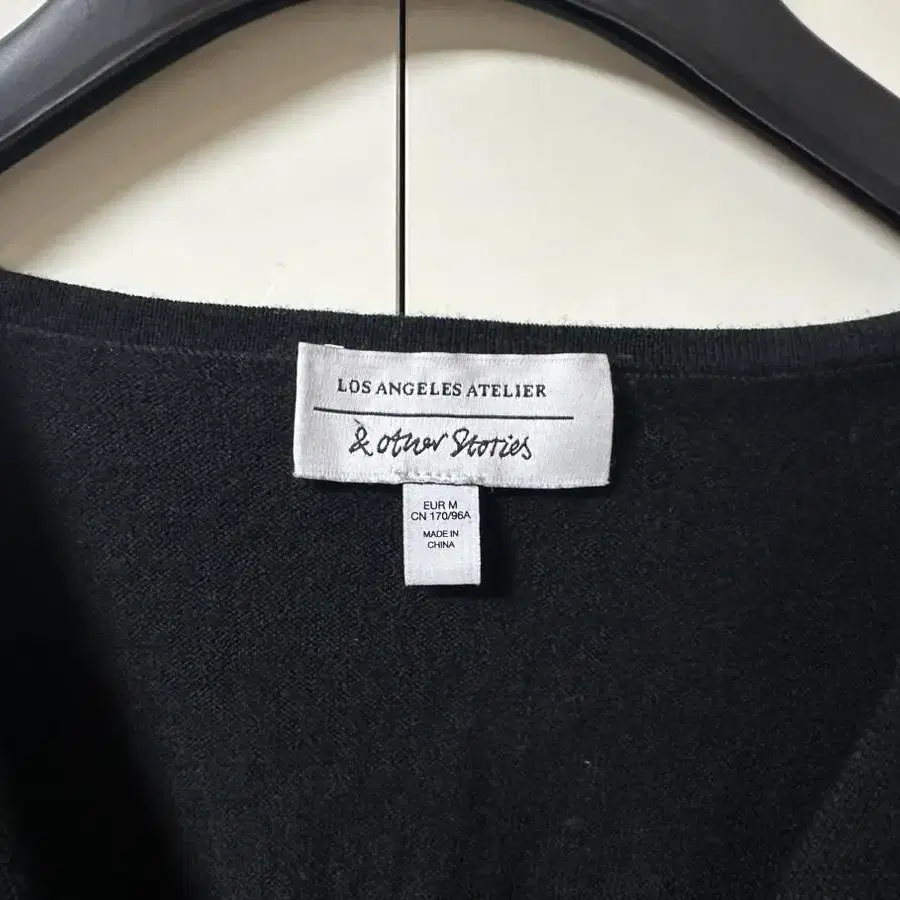 LOS ANGELES ATELIER
& other Stories
EUR M
CN 170/96A
MADE IN
CHINA